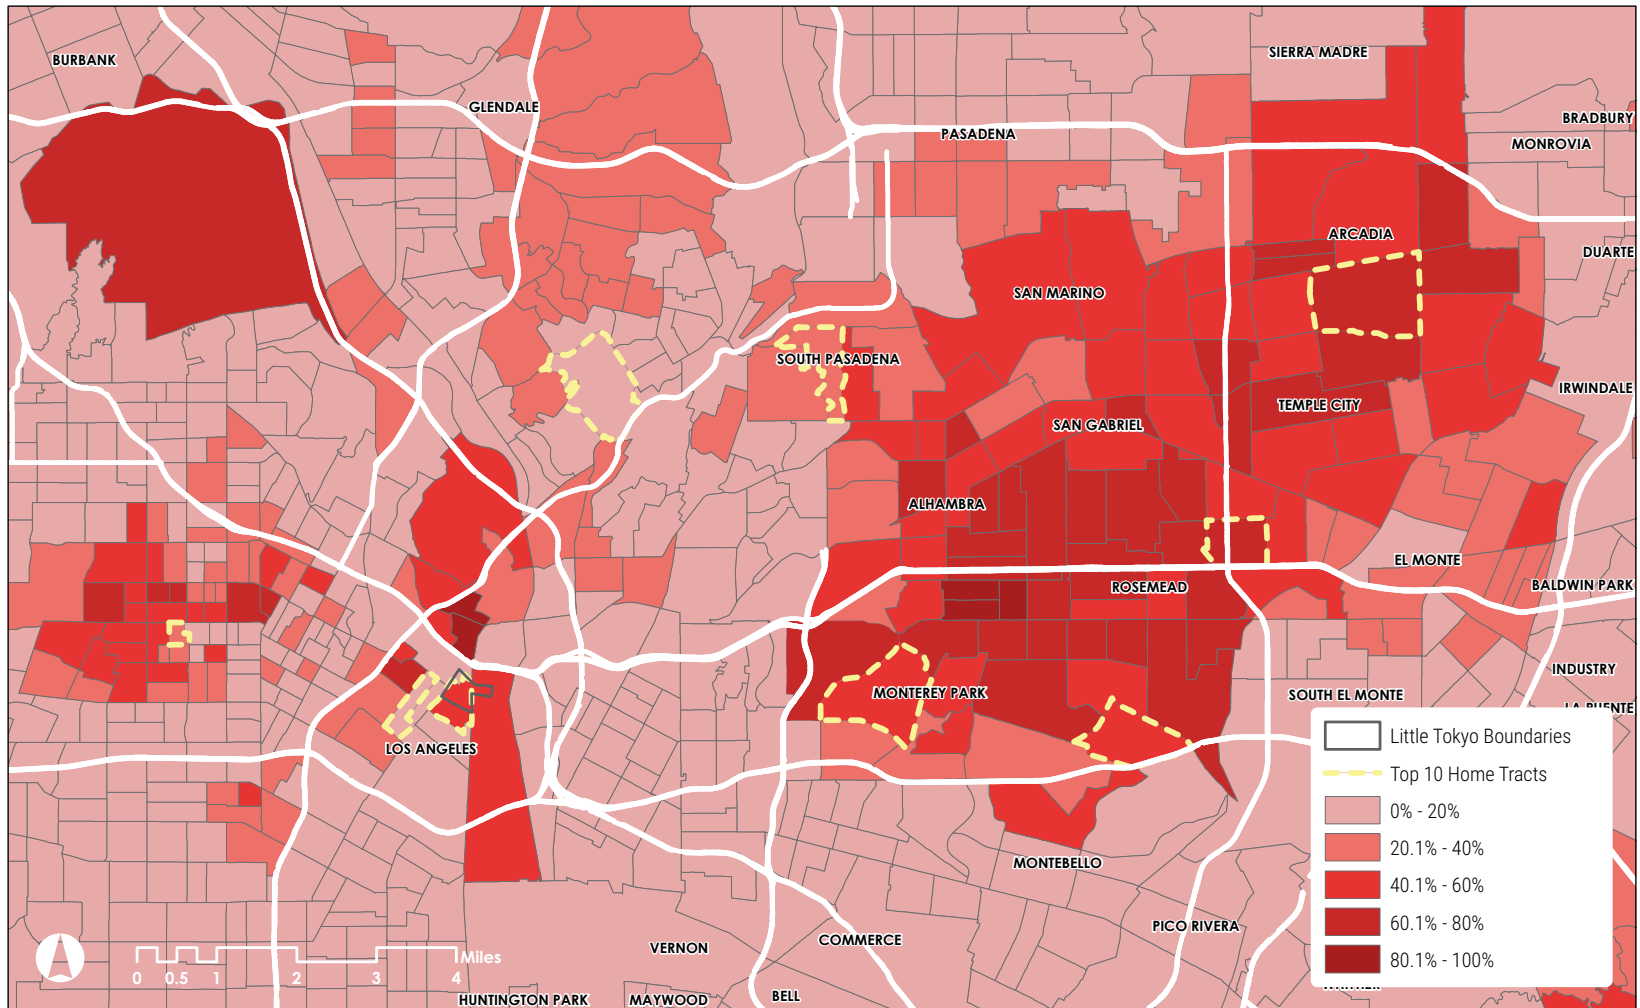 SIERRA MADRE
BURBANK
GLENDALE
BRADBURY
PASADENA
MONROVIA
ARCADIA
DUARTE
SAN MARINO
SOUTH PASADENA
IRWINDALE
TEMPLE CITY
SAN GABRIEL
ALHAMBRA
EL MONTE
ROSEMEAD
BALDWIN PARK
INDUSTRY
MONTEREY PARK
SOUTH EL MONTE
LA PUENTE
LOS ANGELES
Little Tokyo Boundaries
Top 10 Home Tracts
0% - 20%
20.1% - 40%
40.1% - 60%
60.1% - 80%
80.1% - 100%
MONTEBELLO
PICO RIVERA
COMMERCE
VERNON
Miles
0 0.5 1 2 3 4
HUNTINGTON PARK
MAYWOOD
BELL